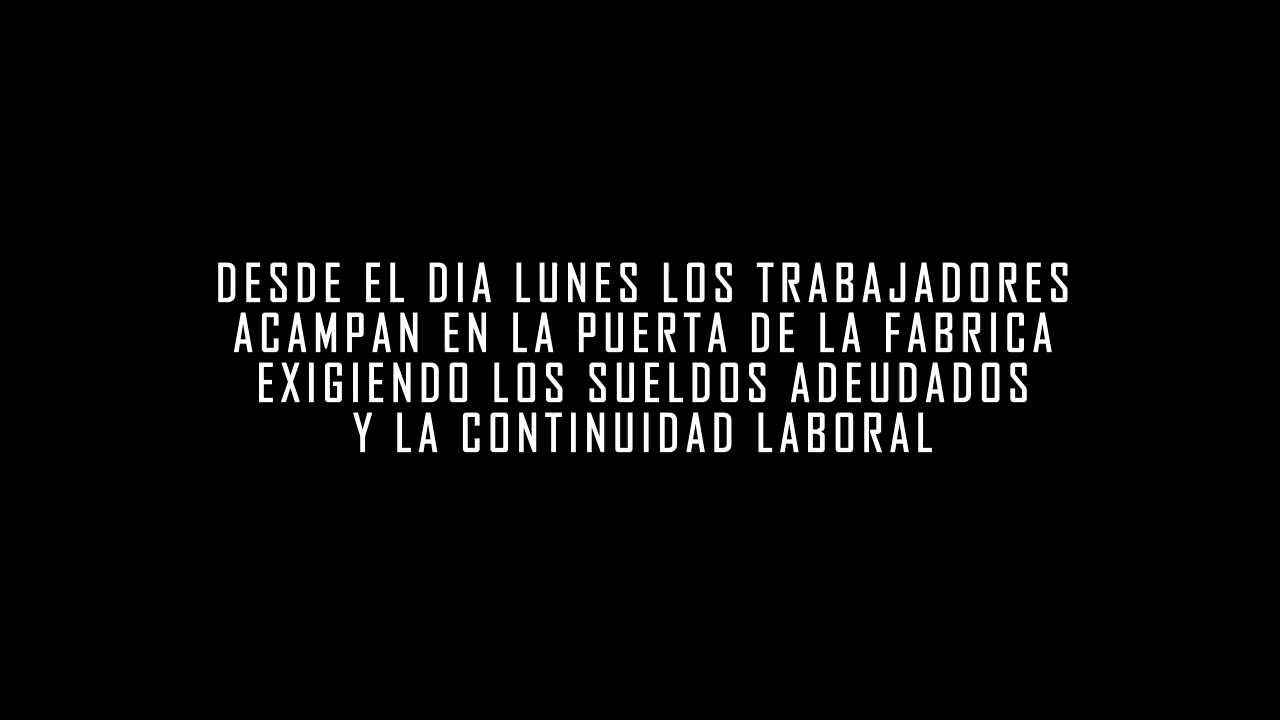 DESDE EL DIA LUNES LOS TRABAJADORES
ACAMPAN EN LA PUERTA DE LA FABRICA
EXIGIENDO LOS SUELDOS ADEUDADOS
Y LA CONTINUIDAD LABORAL